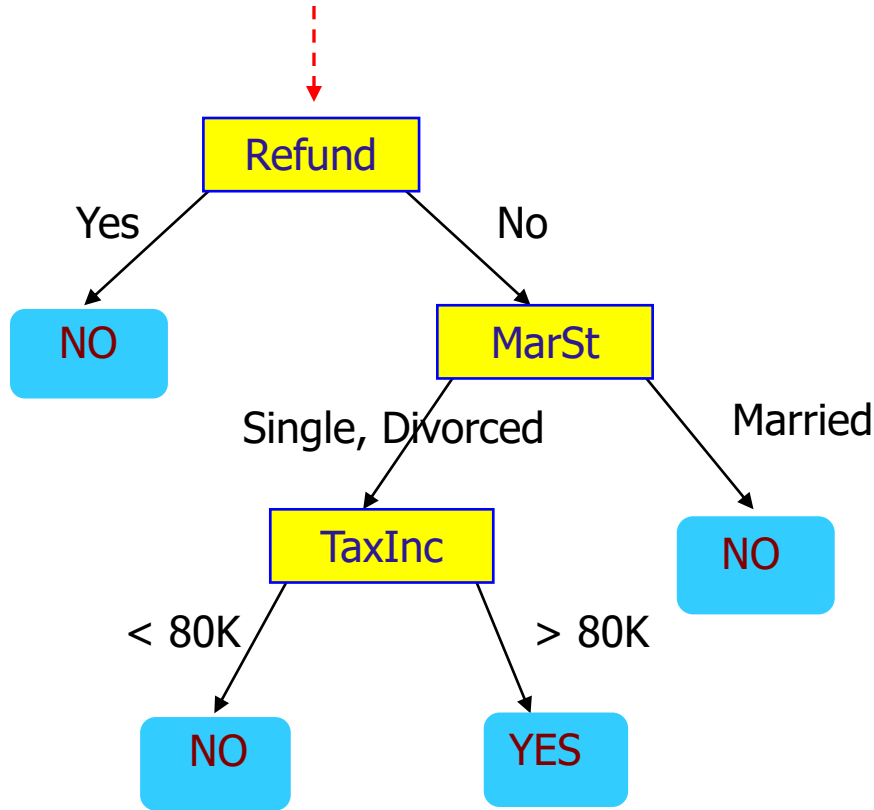 Refund
Yes
No
NO
MarSt
Single, Divorced
Married
TaxInc
NO
< 80K
> 80K
NO
YES